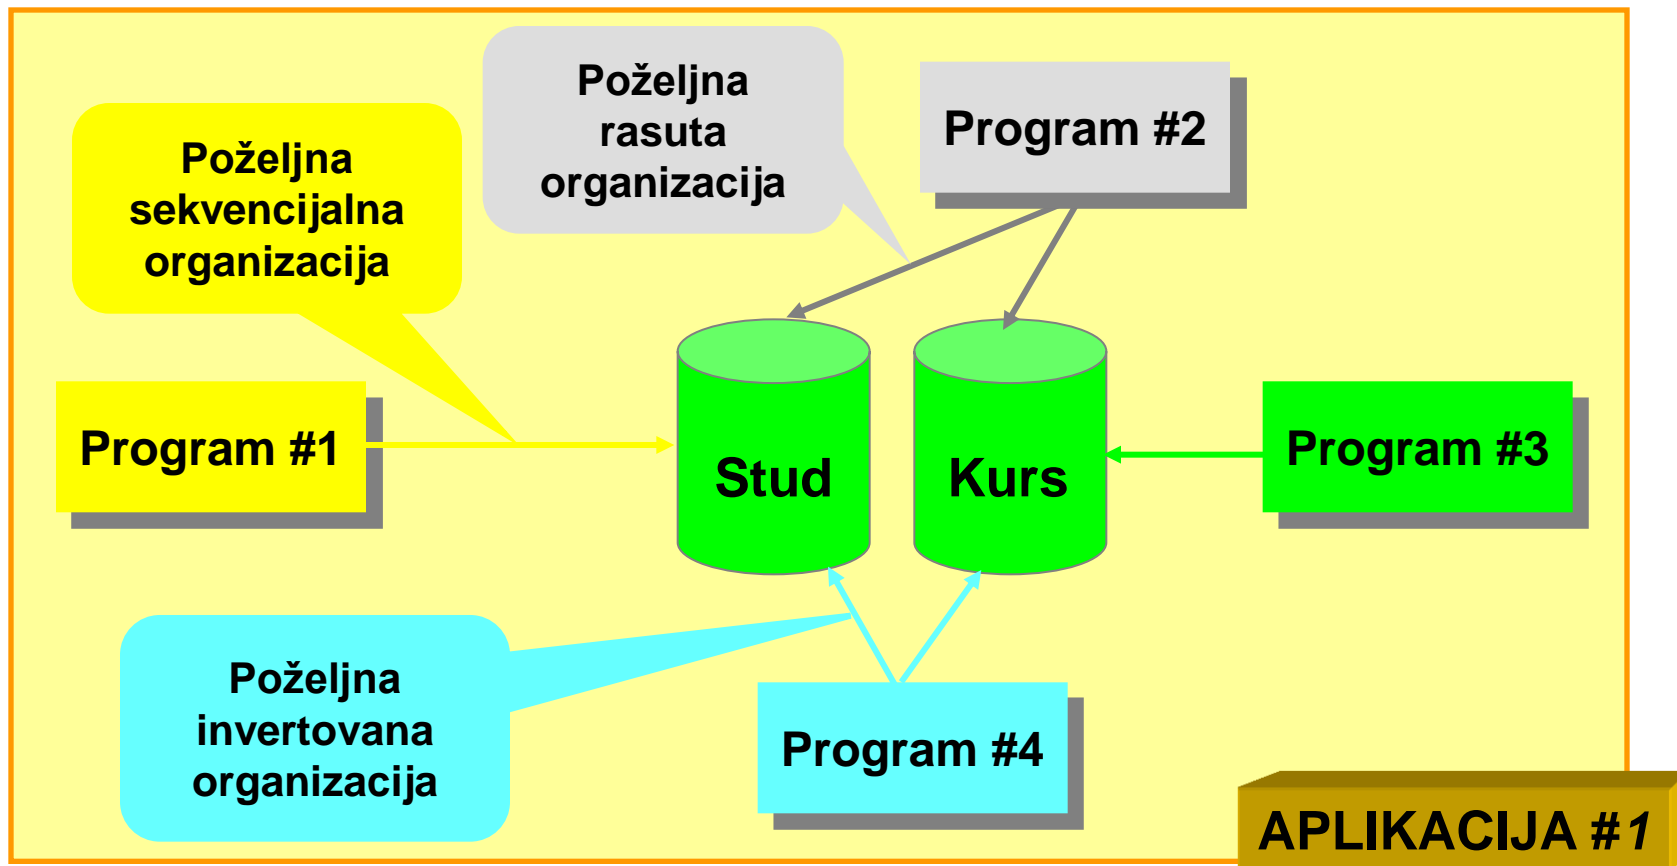 Poželjna
rasuta
organizacija
Program #2
Poželjna
sekvencijalna
organizacija
Program #1
Stud
Kurs
Program #3
Poželjna
invertovana
organizacija
Program #4
APLIKACIJA #1